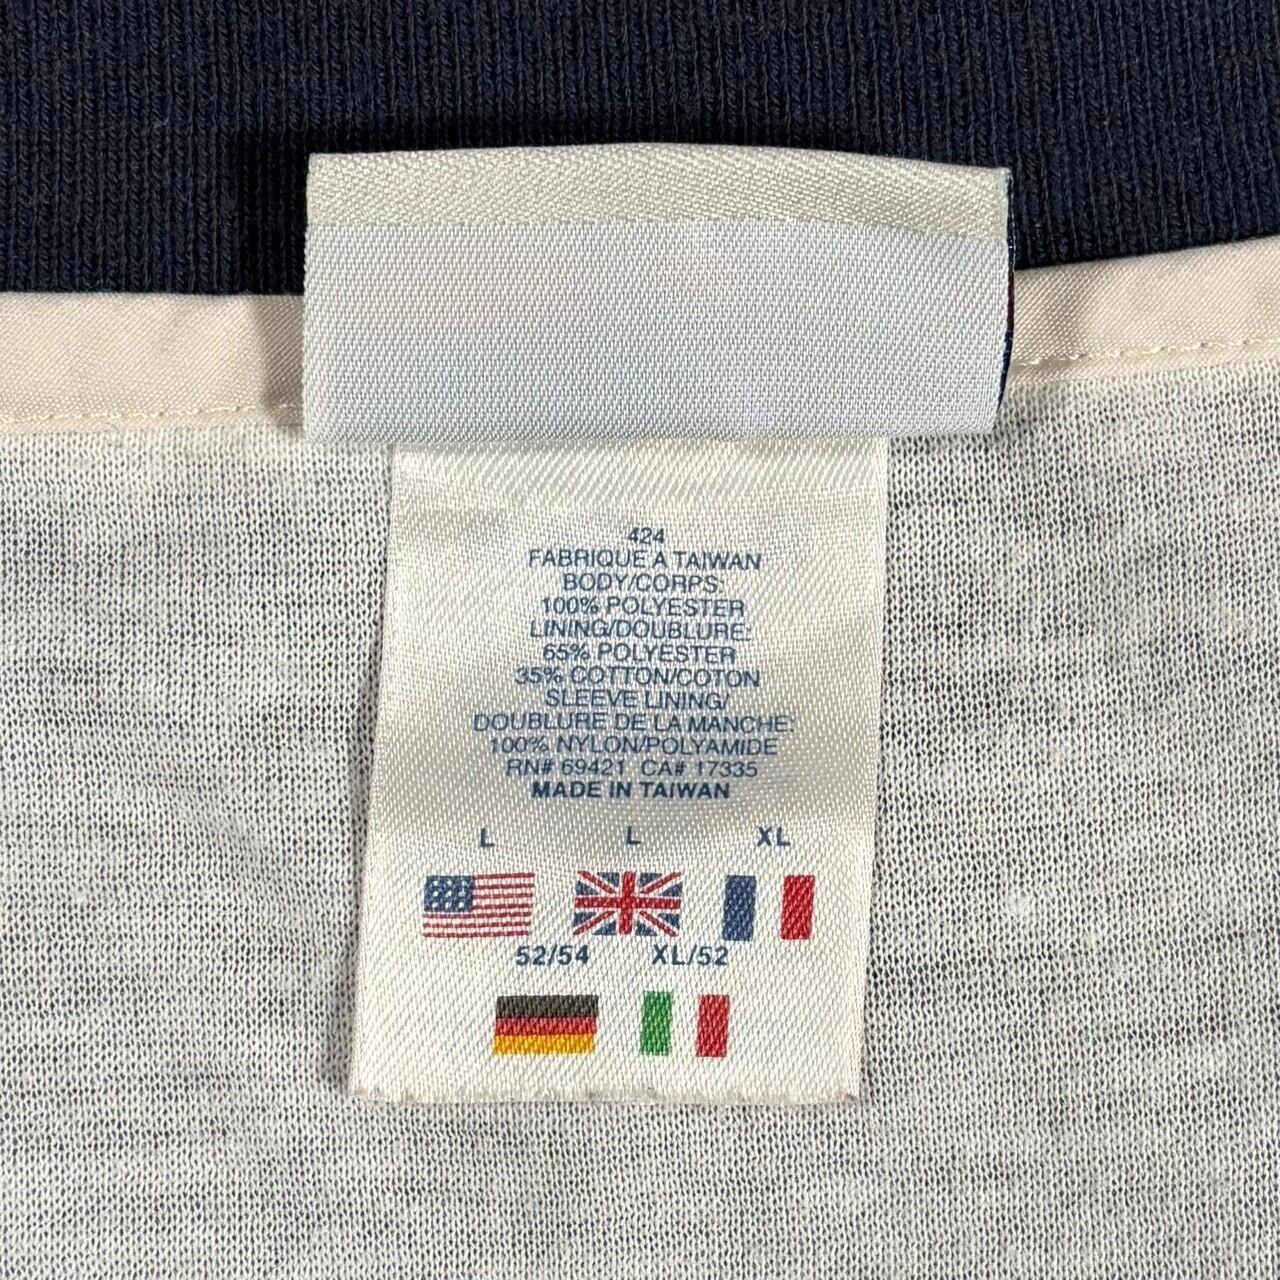 424
FABRIQUE A TAIWAN
BODY/CORPS:
100% POLYESTER
LINING/DOUBLURE:
65% POLYESTER
35% COTTON/COTON
SLEEVE LINING/
DOUBLURE DE LA MANCHE:
100% NYLON/POLYAMIDE
RN# 69421 CA# 17335
MADE IN TAIWAN
L L XL
52/54 XL/52